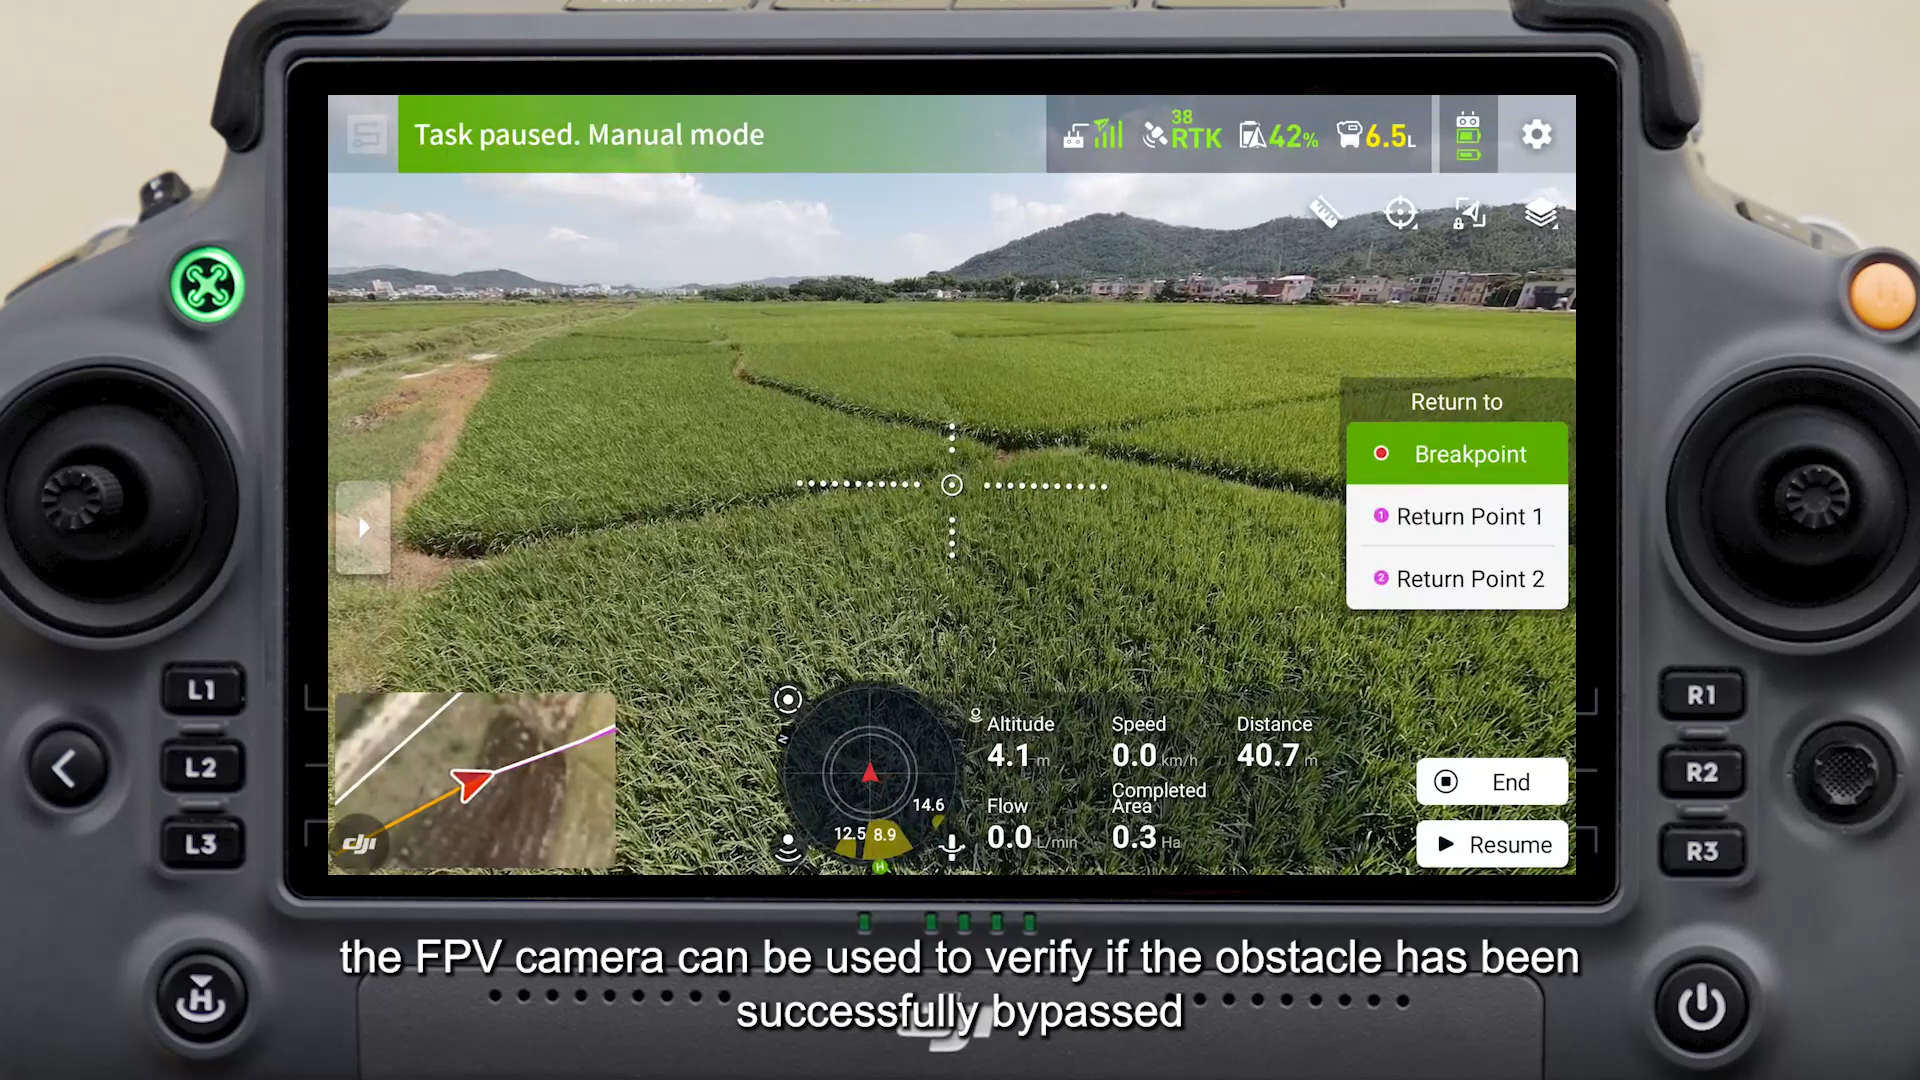 Task paused. Manual mode
38
RTK
42%
6.5L
Return to
Breakpoint
1 Return Point 1
2 Return Point 2
N
14.6
12.5
8.9
H
Altitude
4.1 m
Speed
0.0 km/h
Distance
40.7 m
Flow
0.0 L/min
Completed
Area
0.3 Ha
End
Resume
dji
L1
L2
L3
R1
R2
R3
H
the FPV camera can be used to verify if the obstacle has been
successfully bypassed